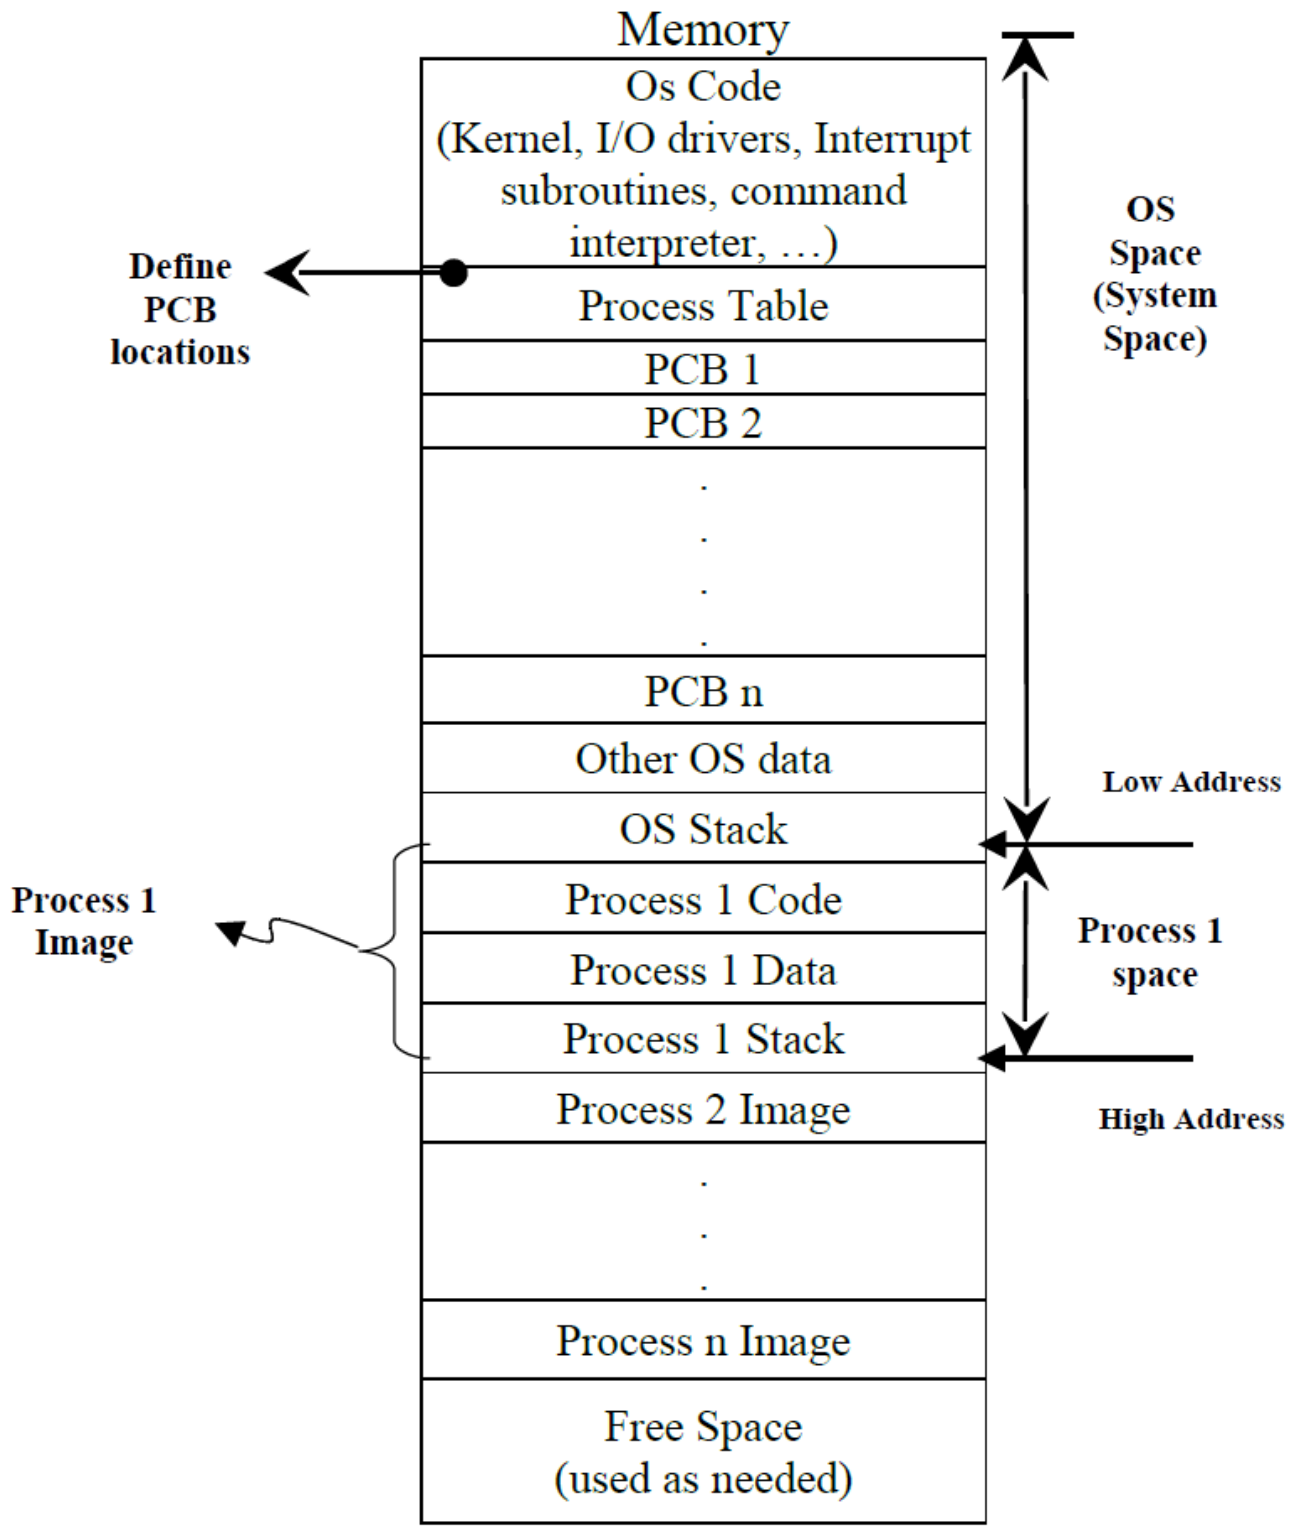 Memory
Os Code
(Kernel, I/O drivers, Interrupt
subroutines, command
interpreter, …)
Define
PCB
locations
OS
Space
(System
Space)
Process Table
PCB 1
PCB 2
.
.
.
.
PCB n
Other OS data
Low Address
OS Stack
Process 1
Image
Process 1 Code
Process 1 Data
Process 1 Stack
Process 1
space
Process 2 Image
High Address
.
.
.
Process n Image
Free Space
(used as needed)